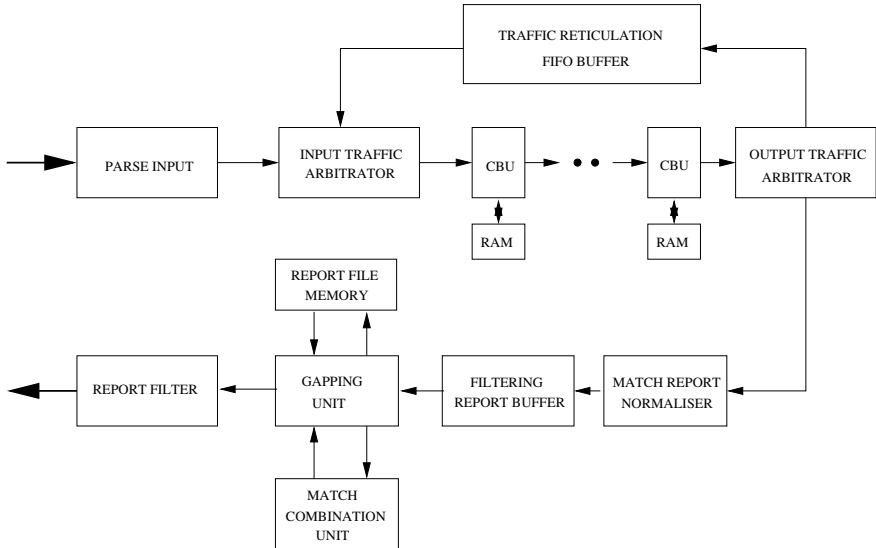 TRAFFIC RETICULATION
FIFO BUFFER
PARSE INPUT
INPUT TRAFFIC
ARBITRATOR
CBU
CBU
OUTPUT TRAFFIC
ARBITRATOR
RAM
RAM
REPORT FILE
MEMORY
REPORT FILTER
GAPPING
UNIT
FILTERING
REPORT BUFFER
MATCH REPORT
NORMALISER
MATCH
COMBINATION
UNIT